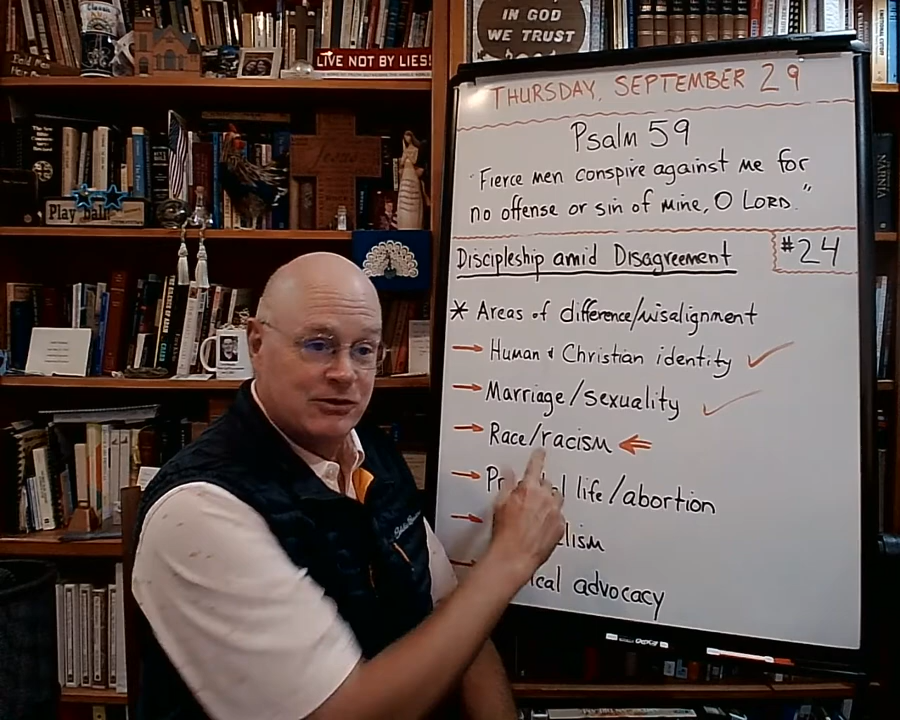 IN GOD
WE TRUST
LIVE NOT BY LIES!
Play ball
Jesus
THURSDAY, SEPTEMBER 29
Psalm 59
"Fierce men conspire against me for
no offense or sin of mine, O LORD."
Discipleship amid Disagreement
#24
* Areas of difference/misalignment
→ Human & Christian identity ✓
→ Marriage/sexuality ✓
→ Race/racism ⇐
→ life/abortion
→
advocacy
NARNIA